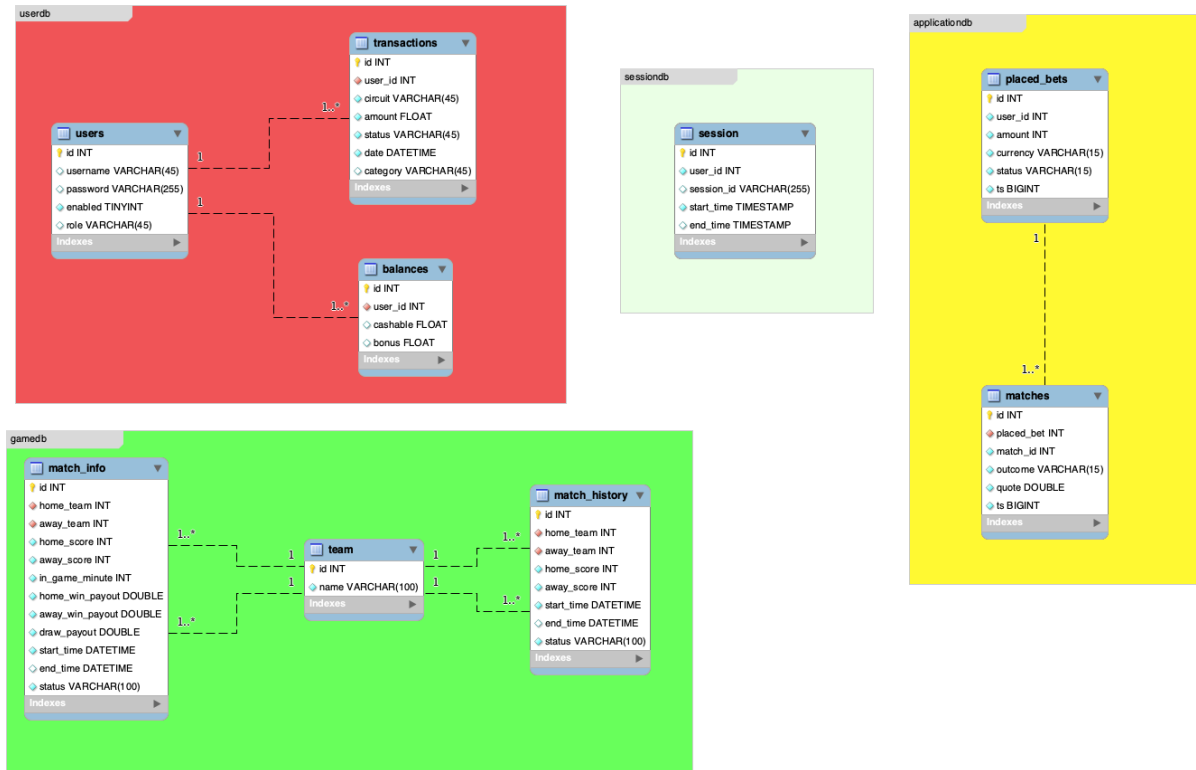 userdb
transactions
id INT
user_id INT
circuit VARCHAR(45)
amount FLOAT
status VARCHAR(45)
date DATETIME
category VARCHAR(45)
Indexes
1..*
users
id INT
username VARCHAR(45)
password VARCHAR(255)
enabled TINYINT
role VARCHAR(45)
Indexes
1
1
balances
id INT
user_id INT
cashable FLOAT
bonus FLOAT
Indexes
1..*
sessiondb
session
id INT
user_id INT
session_id VARCHAR(255)
start_time TIMESTAMP
end_time TIMESTAMP
Indexes
applicationdb
placed_bets
id INT
user_id INT
amount INT
currency VARCHAR(15)
status VARCHAR(15)
ts BIGINT
Indexes
1
1..*
matches
id INT
placed_bet INT
match_id INT
outcome VARCHAR(15)
quote DOUBLE
ts BIGINT
Indexes
gamedb
match_info
id INT
home_team INT
away_team INT
home_score INT
away_score INT
in_game_minute INT
home_win_payout DOUBLE
away_win_payout DOUBLE
draw_payout DOUBLE
start_time DATETIME
end_time DATETIME
status VARCHAR(100)
Indexes
1..*
1..*
1
1
team
id INT
name VARCHAR(100)
Indexes
1
1
1..*
1..*
match_history
id INT
home_team INT
away_team INT
home_score INT
away_score INT
start_time DATETIME
end_time DATETIME
status VARCHAR(100)
Indexes